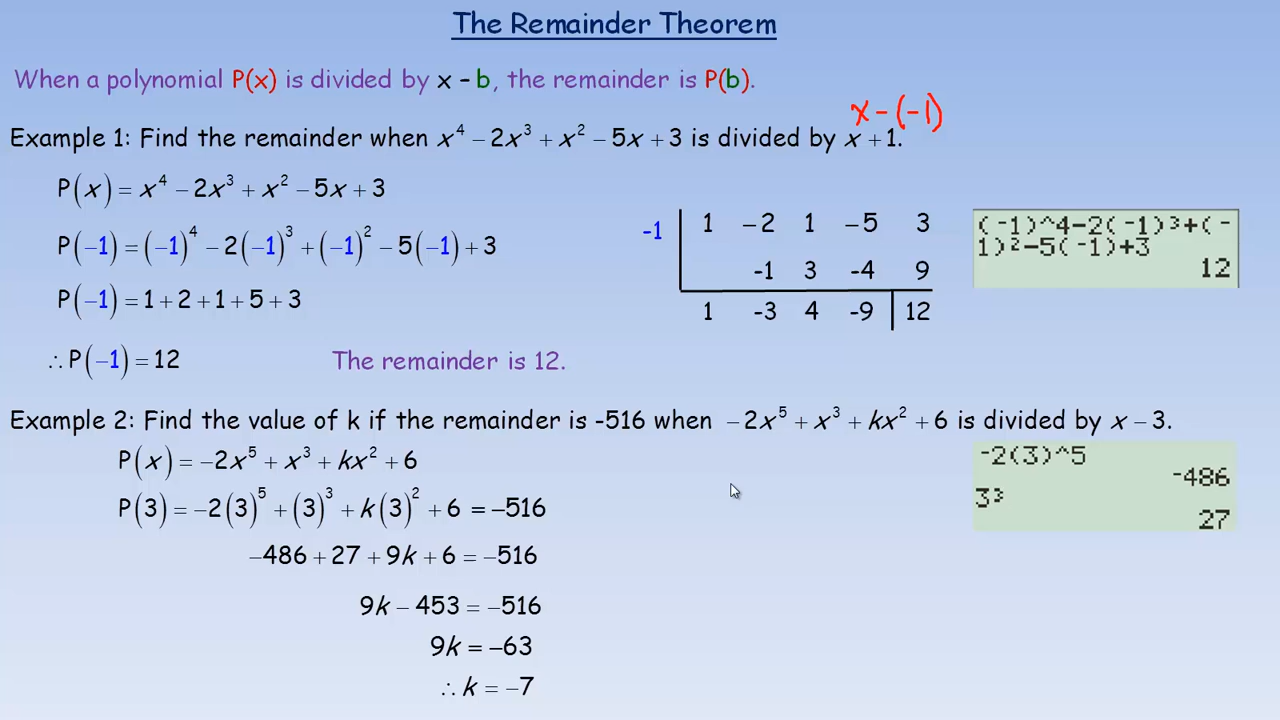 The Remainder Theorem
When a polynomial P(x) is divided by x – b, the remainder is P(b).
x – (–1)
Example 1: Find the remainder when x⁴ – 2x³ + x² – 5x + 3 is divided by x + 1.
P(x) = x⁴ – 2x³ + x² – 5x + 3
P(–1) = (–1)⁴ – 2(–1)³ + (–1)² – 5(–1) + 3
P(–1) = 1 + 2 + 1 + 5 + 3
∴ P(–1) = 12
The remainder is 12.
-1 1 –2 1 –5 3
-1 3 -4 9
1 -3 4 -9 12
(-1)^4-2(-1)³+(-
1)²-5(-1)+3
12
Example 2: Find the value of k if the remainder is -516 when –2x⁵ + x³ + kx² + 6 is divided by x – 3.
P(x) = –2x⁵ + x³ + kx² + 6
P(3) = –2(3)⁵ + (3)³ + k(3)² + 6 = –516
–486 + 27 + 9k + 6 = –516
9k – 453 = –516
9k = –63
∴ k = –7
-2(3)^5
-486
3³
27